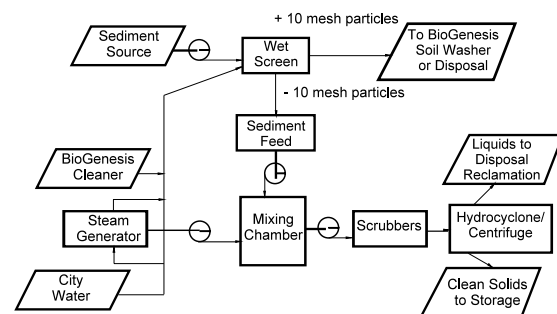 + 10 mesh particles
Sediment
Source
Wet
Screen
To BioGenesis
Soil Washer
or Disposal
- 10 mesh particles
Sediment
Feed
BioGenesis
Cleaner
Liquids to
Disposal
Reclamation
Steam
Generator
Mixing
Chamber
Scrubbers
Hydrocyclone/
Centrifuge
City
Water
Clean Solids
to Storage